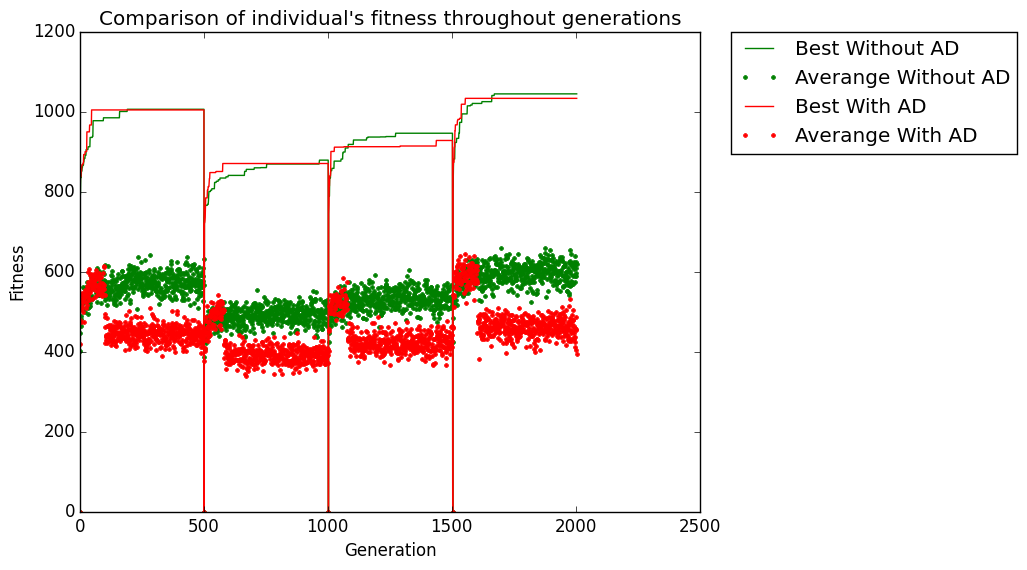 Comparison of individual's fitness throughout generations
1200
1000
800
600
400
200
0
Fitness
0 500 1000 1500 2000 2500
Generation
Best Without AD
Averange Without AD
Best With AD
Averange With AD